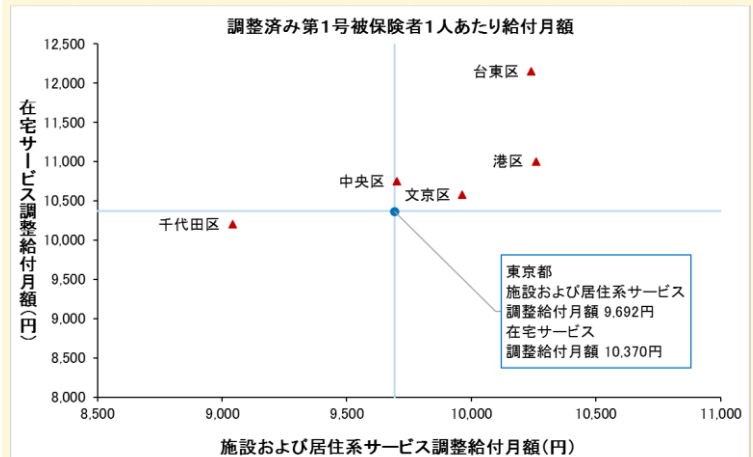 調整済み第1号被保険者1人あたり給付月額
在宅サービス調整給付月額(円)
12,500
12,000
11,500
11,000
10,500
10,000
9,500
9,000
8,500
8,000
台東区
港区
中央区
文京区
千代田区
東京都
施設および居住系サービス
調整給付月額 9,692円
在宅サービス
調整給付月額 10,370円
8,500
9,000
9,500
10,000
10,500
11,000
施設および居住系サービス調整給付月額(円)